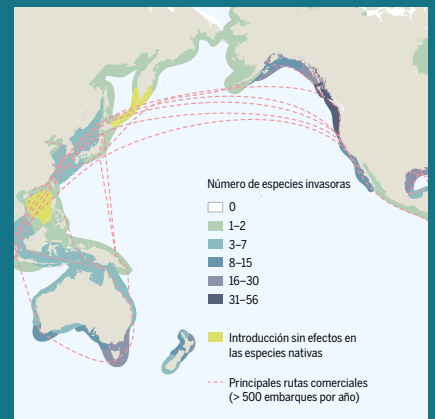 Número de especies invasoras
0
1–2
3–7
8–15
16–30
31–56
Introducción sin efectos en
las especies nativas
Principales rutas comerciales
(> 500 embarques por año)